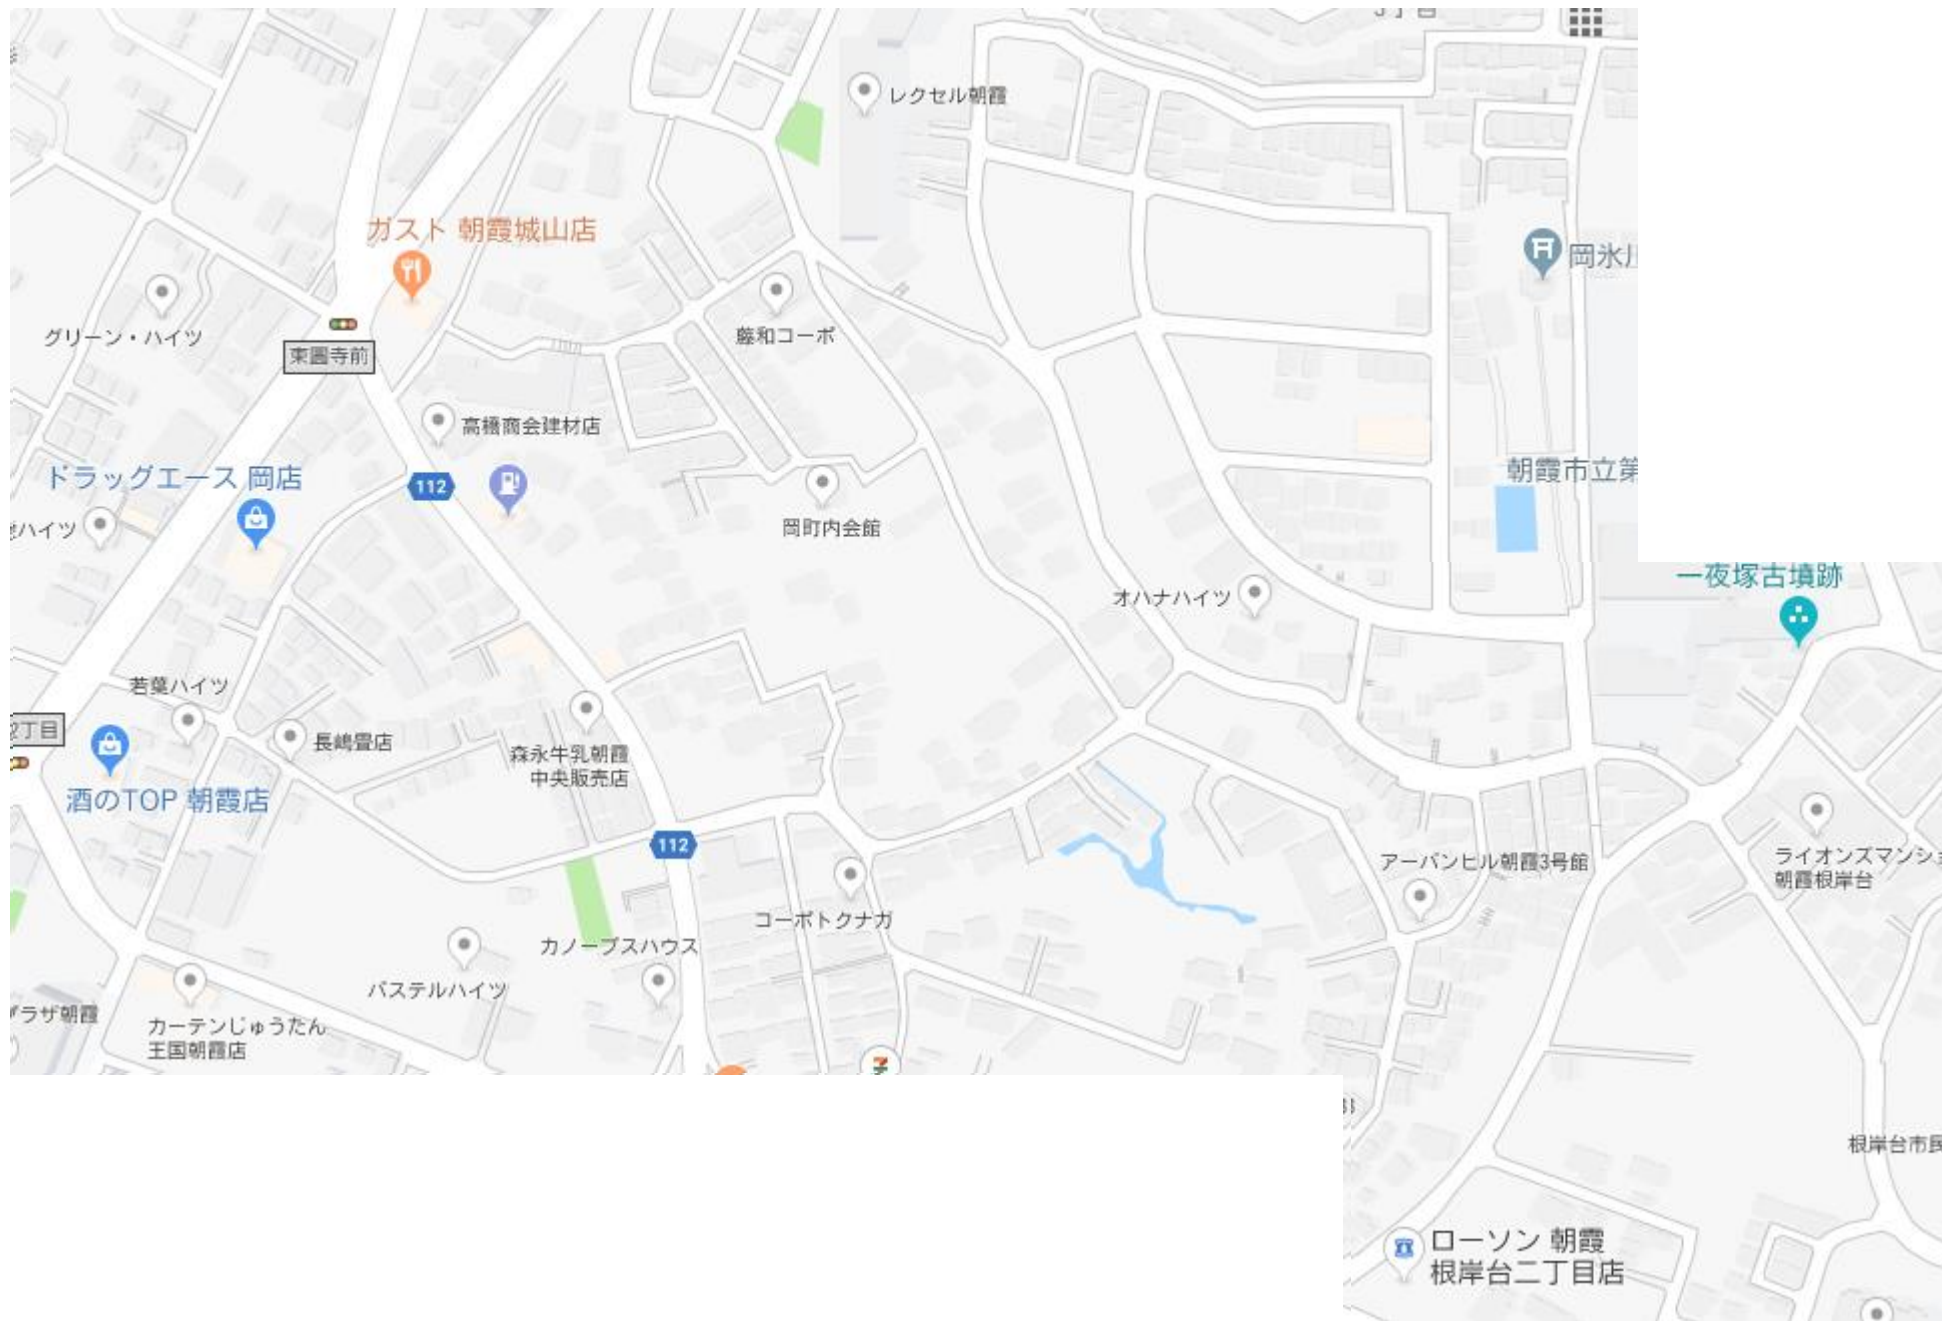 レクセル朝霞
ガスト 朝霞城山店
岡氷川
グリーン・ハイツ
東圓寺前
藤和コーポ
高橋商会建材店
ドラッグエース 岡店
112
朝霞市立第
ハイツ
岡町内会館
一夜塚古墳跡
オハナハイツ
若葉ハイツ
2丁目
長嶋畳店
森永牛乳朝霞
中央販売店
酒のTOP 朝霞店
112
アーバンヒル朝霞3号館
ライオンズマンショ
朝霞根岸台
コーポトクナガ
カノープスハウス
パステルハイツ
プラザ朝霞
カーテンじゅうたん
王国朝霞店
7
根岸台市民
ローソン 朝霞
根岸台二丁目店